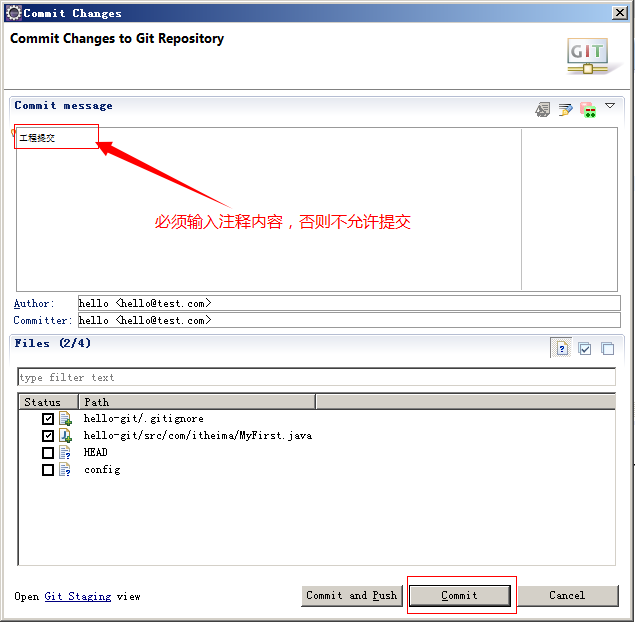 Commit Changes
Commit Changes to Git Repository
GIT
Commit message
工程提交
必须输入注释内容，否则不允许提交
Author: hello <hello@test.com>
Committer: hello <hello@test.com>
Files (2/4)
type filter text
Status Path
hello-git/.gitignore
hello-git/src/com/itheima/MyFirst.java
HEAD
config
Open Git Staging view Commit and Push Commit Cancel